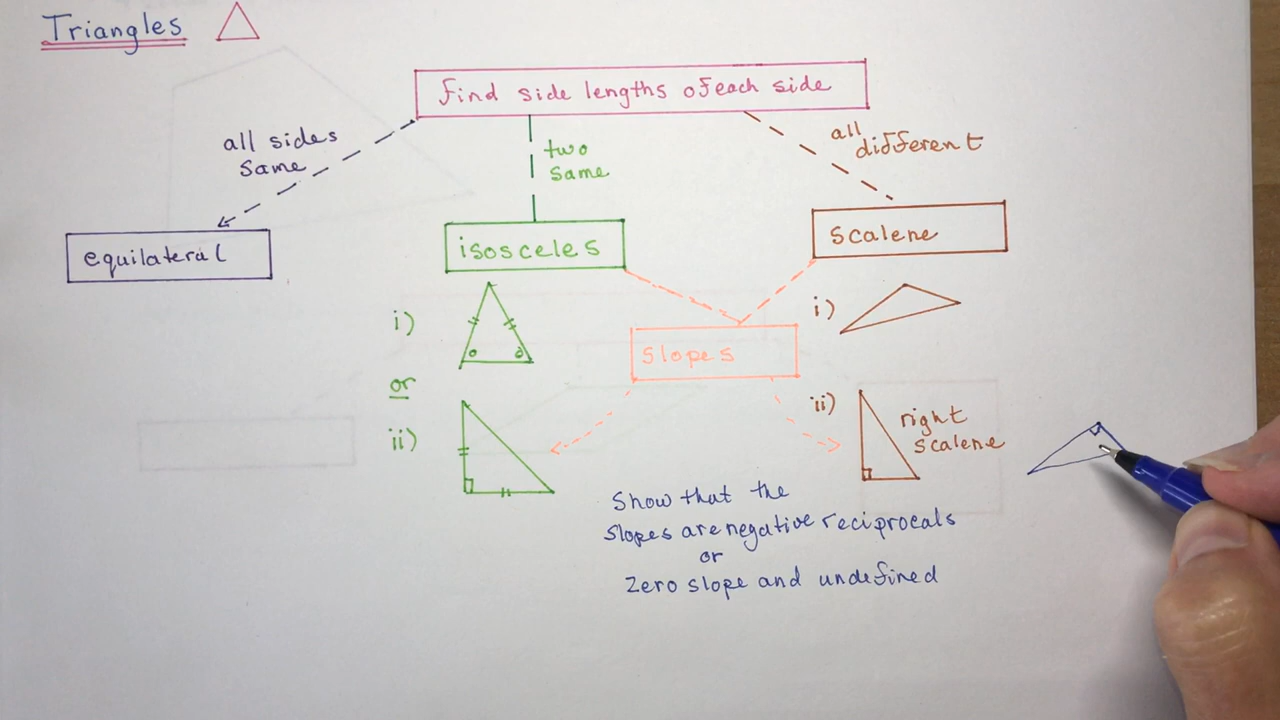 Triangles
find side lengths of each side
all sides
same
two
same
all
different
equilateral
isosceles
scalene
i)
or
ii)
slopes
i)
ii)
right
scalene
Show that the
slopes are negative reciprocals
or
zero slope and undefined